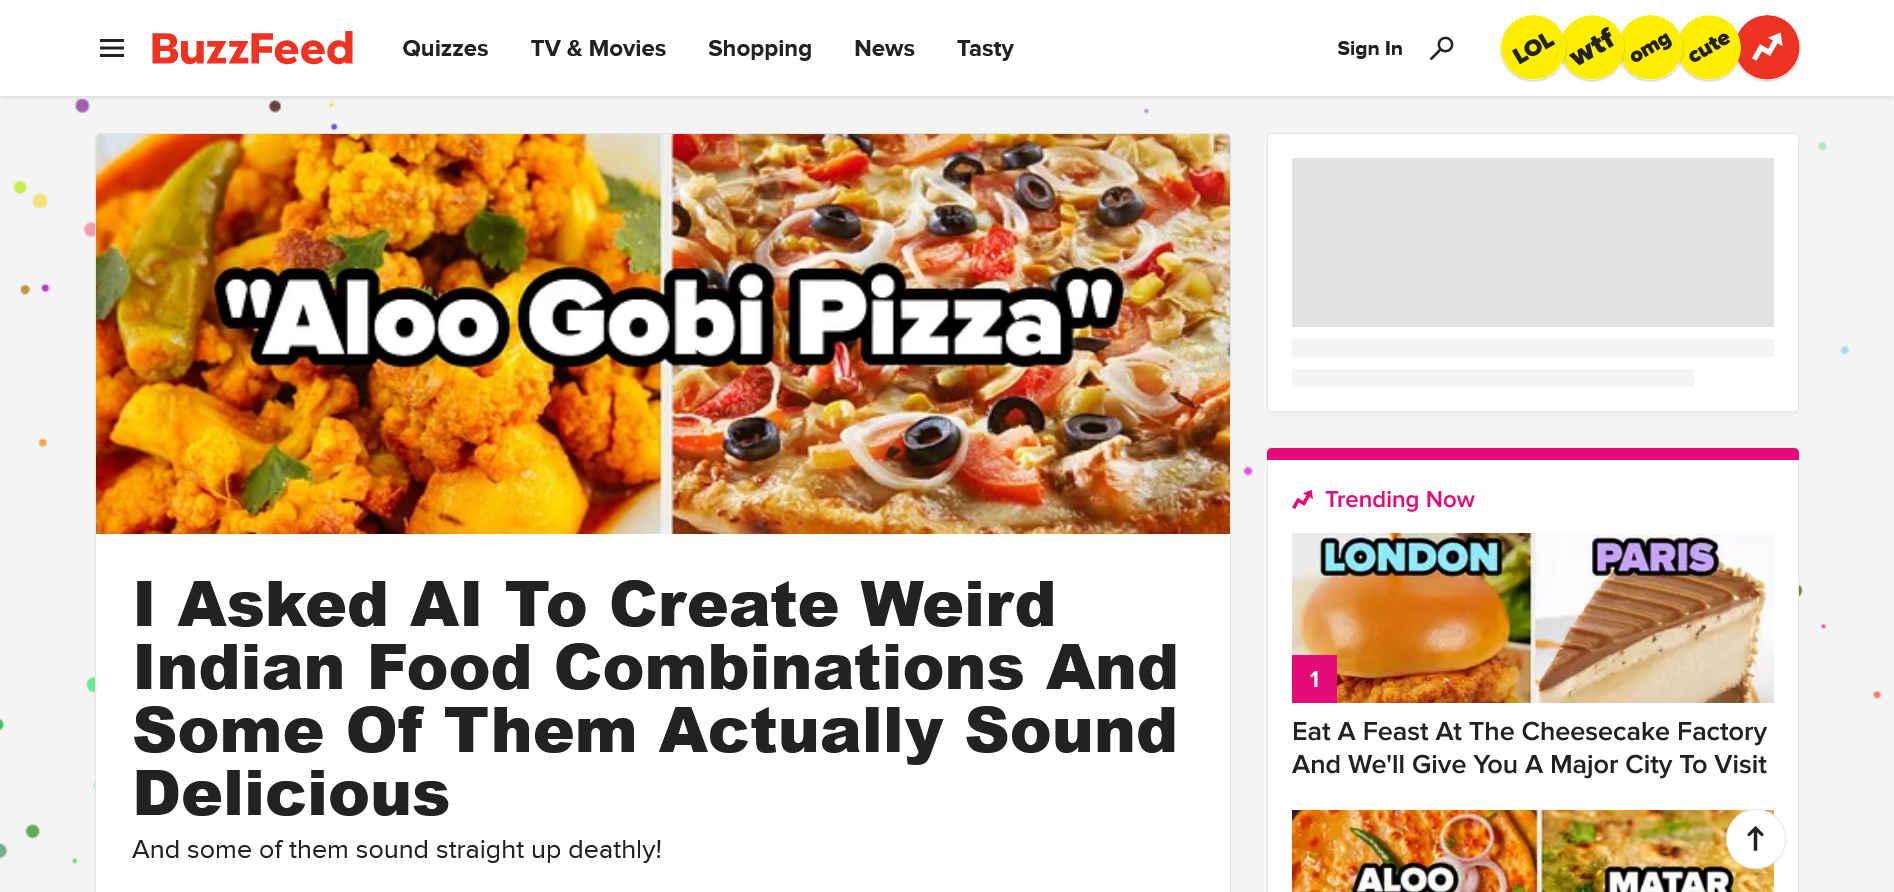 BuzzFeed
Quizzes
TV & Movies
Shopping
News
Tasty
Sign In
LOL
wtf
omg
cute
"Aloo Gobi Pizza"
I Asked AI To Create Weird
Indian Food Combinations And
Some Of Them Actually Sound
Delicious
And some of them sound straight up deathly!
Trending Now
LONDON
PARIS
1
Eat A Feast At The Cheesecake Factory
And We'll Give You A Major City To Visit
ALOO
MATAR